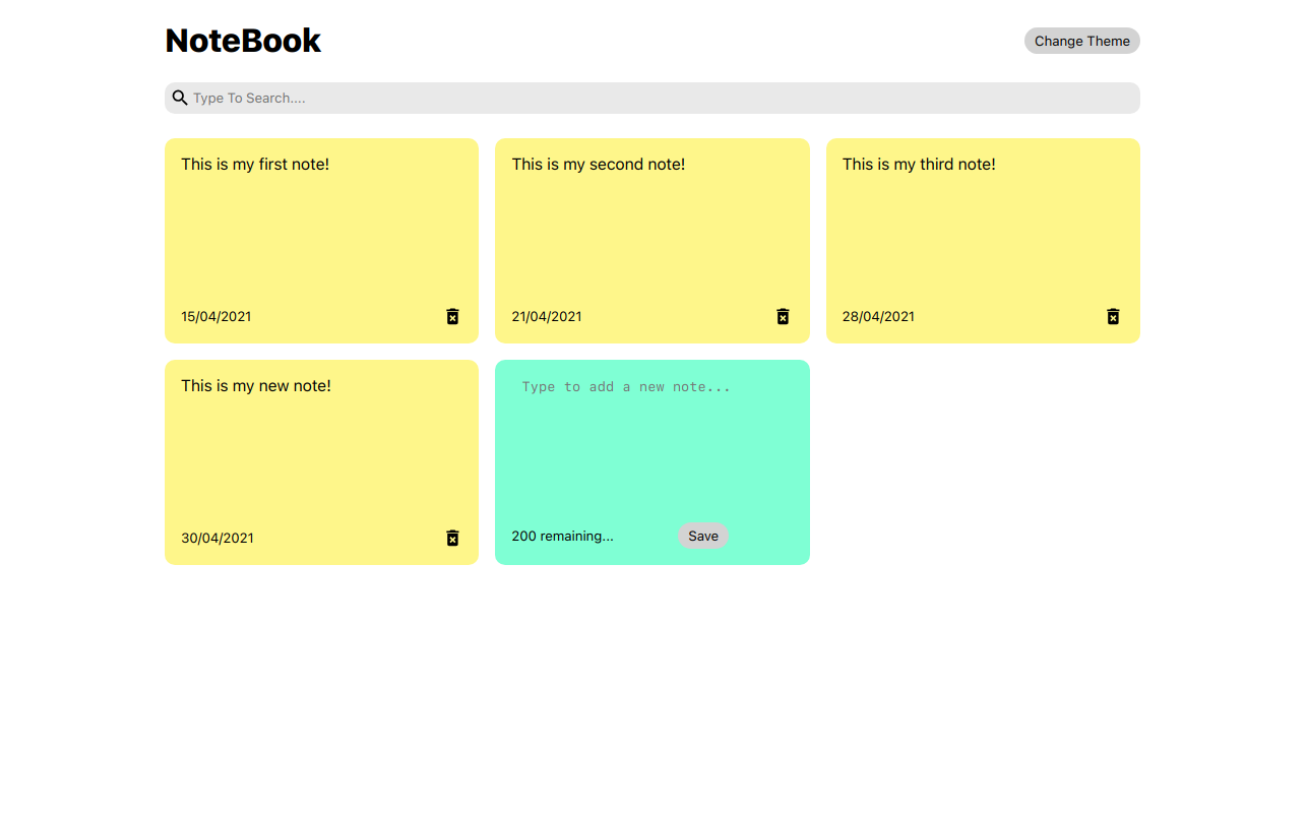 NoteBook
Change Theme
Type To Search....
This is my first note!
This is my second note!
This is my third note!
15/04/2021
21/04/2021
28/04/2021
This is my new note!
Type to add a new note...
30/04/2021
200 remaining...
Save